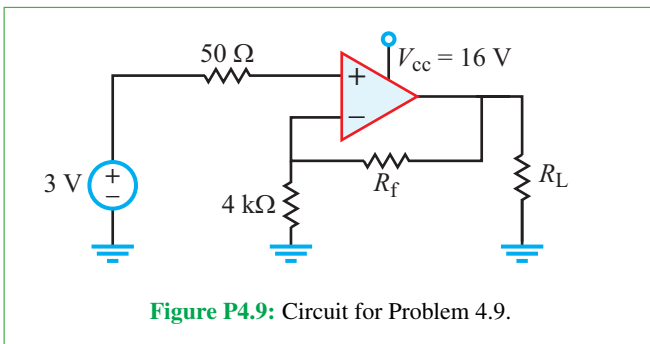 50 Ω
V_cc = 16 V
+
−
3 V
+
−
4 kΩ
R_f
R_L
Figure P4.9: Circuit for Problem 4.9.